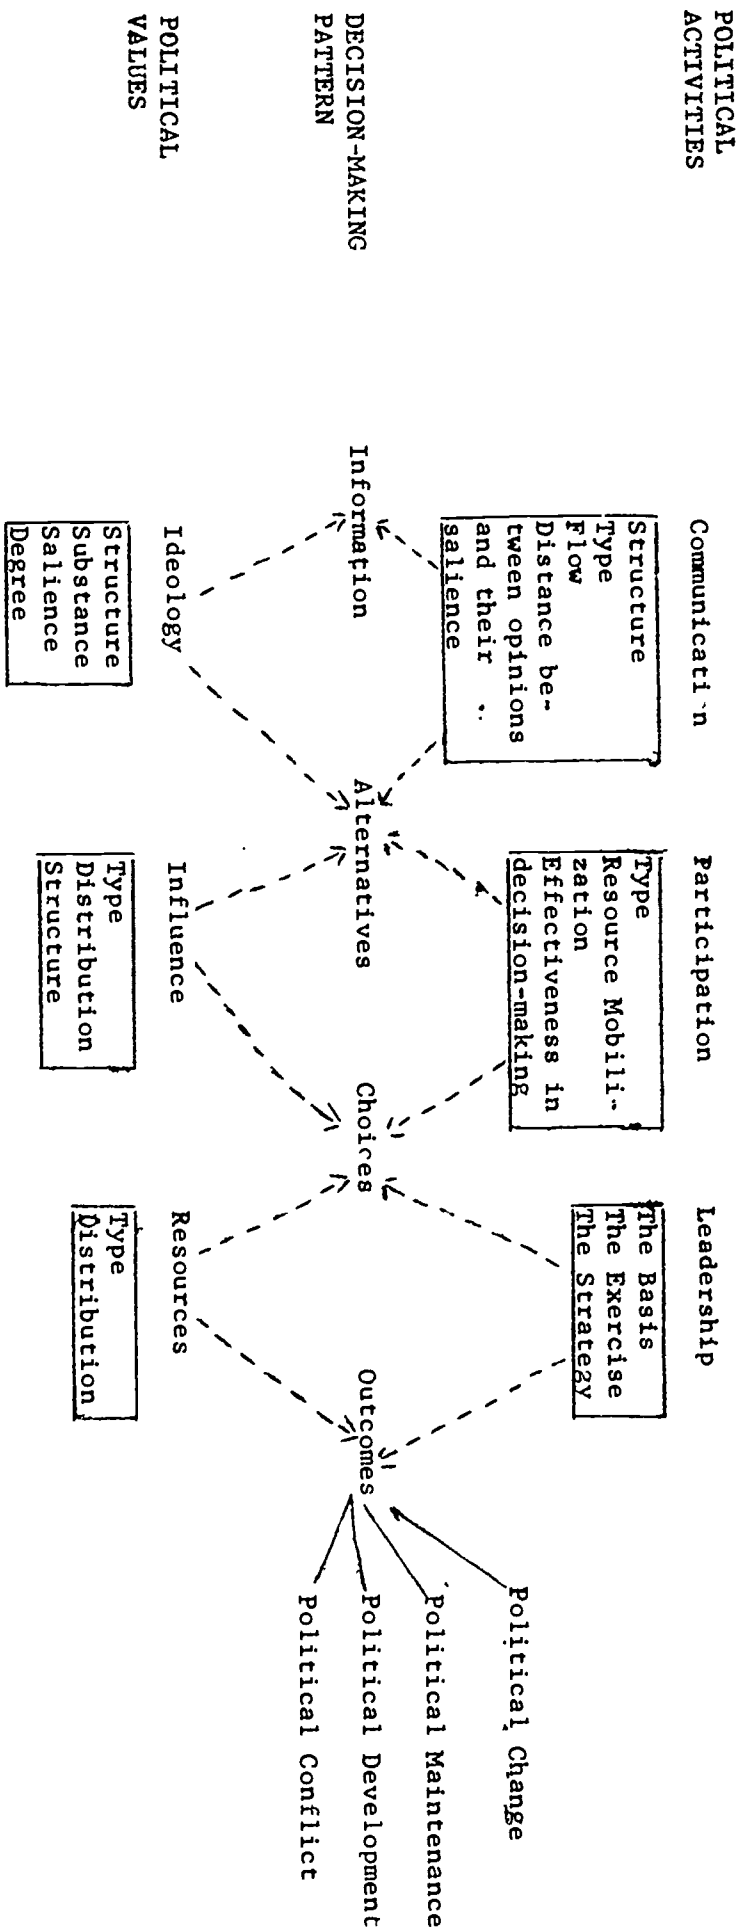 POLITICAL
ACTIVITIES
Communicati n
Structure
Type
Flow
Distance be-
tween opinions
and their
salience
Participation
Type
Resource Mobili-
zation
Effectiveness in
decision-making
Leadership
The Basis
The Exercise
The Strategy
DECISION-MAKING
PATTERN
Information
Alternatives
Choices
Outcomes
Political Change
Political Maintenance
Political Development
Political Conflict
POLITICAL
VALUES
Ideology
Structure
Substance
Salience
Degree
Influence
Type
Distribution
Structure
Resources
Type
Distribution